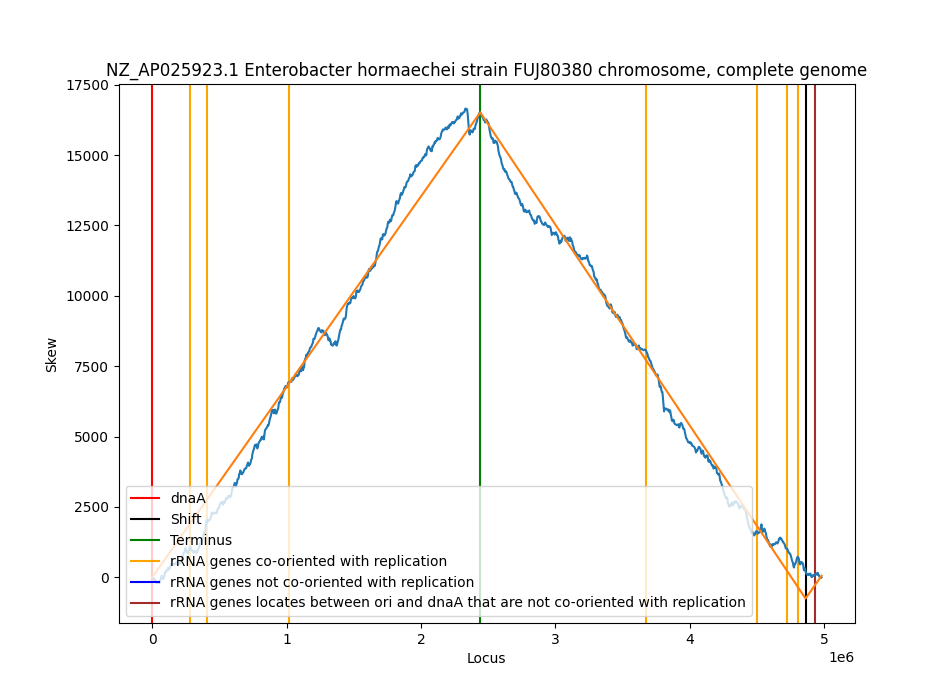 NZ_AP025923.1 Enterobacter hormaechei strain FUJ80380 chromosome, complete genome
17500
15000
12500
10000
7500
5000
2500
0
Skew
dnaA
Shift
Terminus
rRNA genes co-oriented with replication
rRNA genes not co-oriented with replication
rRNA genes locates between ori and dnaA that are not co-oriented with replication
0 1 2 3 4 5
1e6
Locus